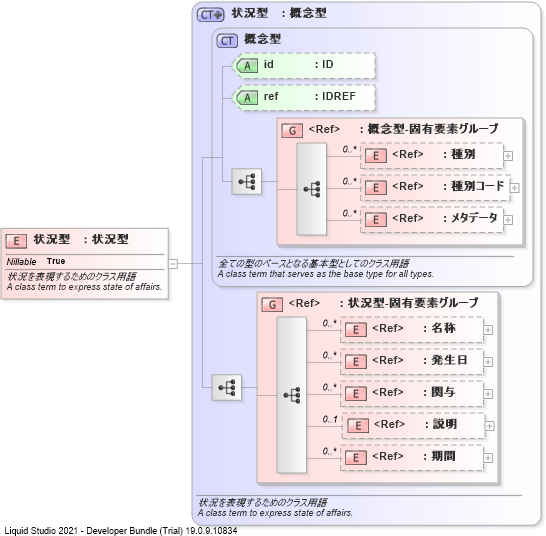 CT 状況型 : 概念型
CT 概念型
A id : ID
A ref : IDREF
G <Ref> : 概念型-固有要素グループ
0..* E <Ref> : 種別
0..* E <Ref> : 種別コード
0..* E <Ref> : メタデータ
全ての型のベースとなる基本型としてのクラス用語
A class term that serves as the base type for all types.
E 状況型 : 状況型
Nillable True
状況を表現するためのクラス用語
A class term to express state of affairs.
G <Ref> : 状況型-固有要素グループ
0..* E <Ref> : 名称
0..* E <Ref> : 発生日
0..* E <Ref> : 関与
0..1 E <Ref> : 説明
0..* E <Ref> : 期間
状況を表現するためのクラス用語
A class term to express state of affairs.
Liquid Studio 2021 - Developer Bundle (Trial) 19.0.9.10834